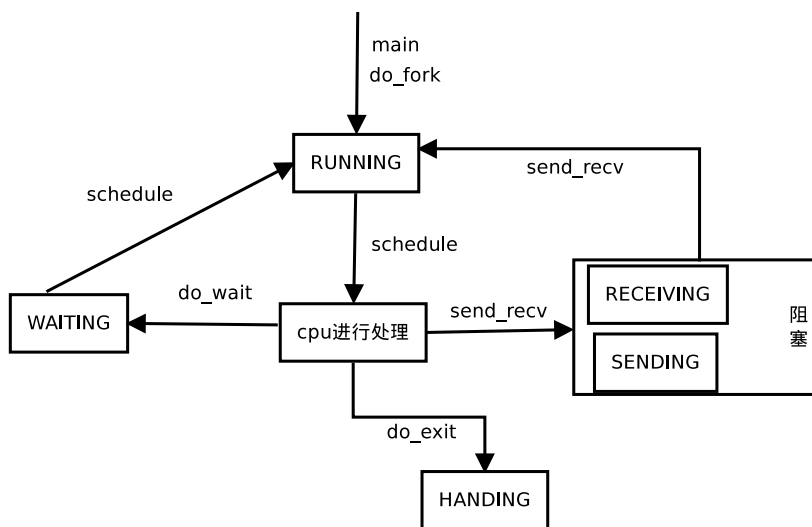 main
do_fork
RUNNING
send_recv
schedule
schedule
do_wait
RECEIVING
WAITING
cpu进行处理
send_recv
阻
塞
SENDING
do_exit
HANDING